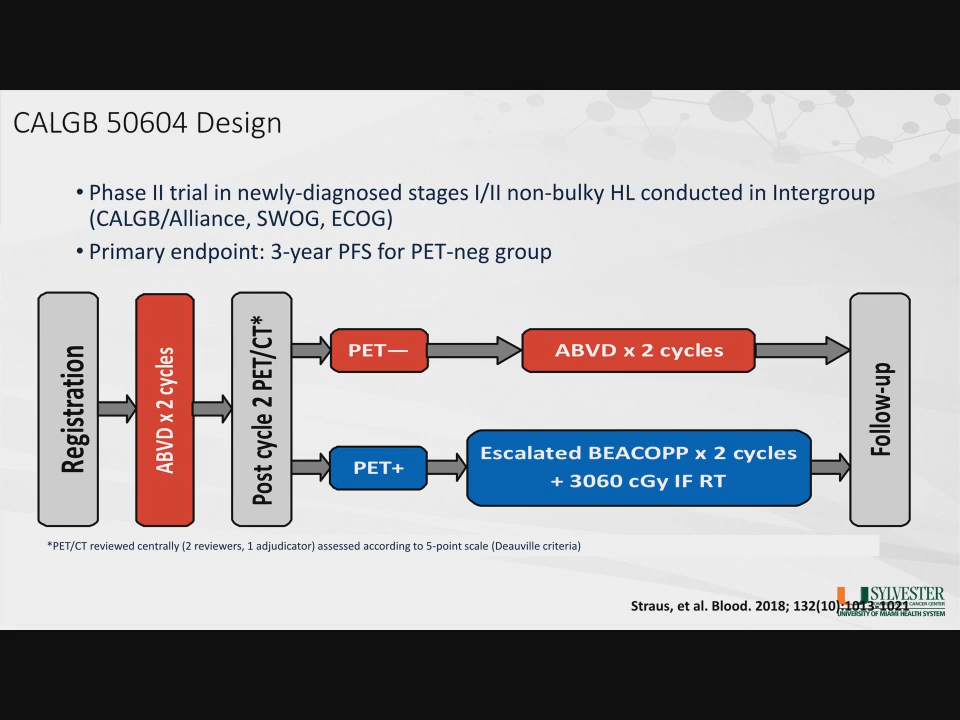 CALGB 50604 Design
• Phase II trial in newly-diagnosed stages I/II non-bulky HL conducted in Intergroup
(CALGB/Alliance, SWOG, ECOG)
• Primary endpoint: 3-year PFS for PET-neg group
Registration
ABVD x 2 cycles
Post cycle 2 PET/CT*
PET—
ABVD x 2 cycles
PET+
Escalated BEACOPP x 2 cycles
+ 3060 cGy IF RT
Follow-up
*PET/CT reviewed centrally (2 reviewers, 1 adjudicator) assessed according to 5-point scale (Deauville criteria)
Straus, et al. Blood. 2018; 132(10):1013-1021
SYLVESTER
CANCER CENTER
UNIVERSITY OF MIAMI HEALTH SYSTEM